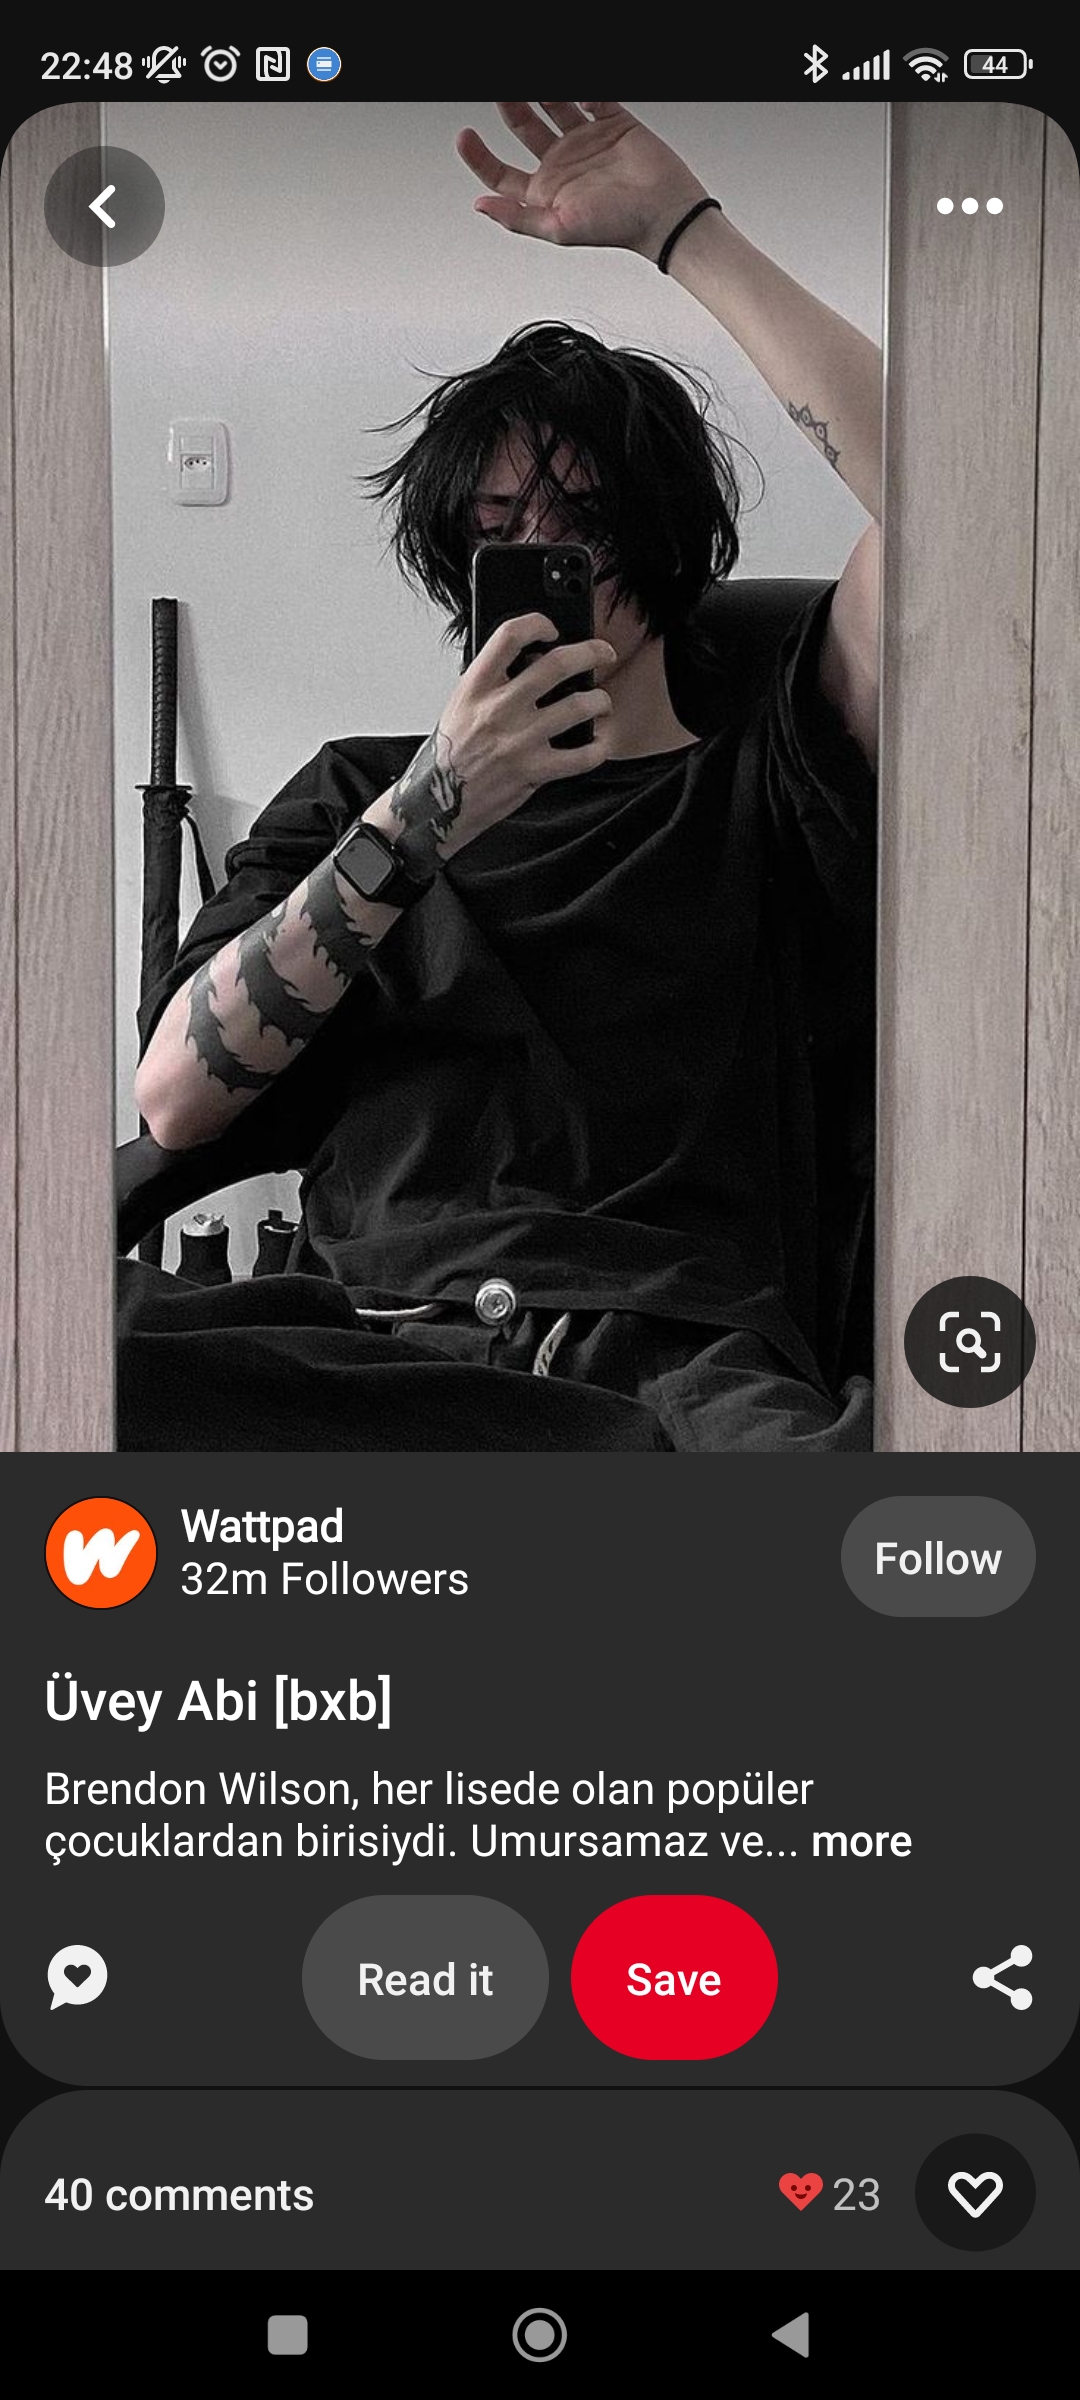 22:48
44
Wattpad
32m Followers
Follow
Üvey Abi [bxb]
Brendon Wilson, her lisede olan popüler
çocuklardan birisiydi. Umursamaz ve... more
Read it
Save
40 comments
23